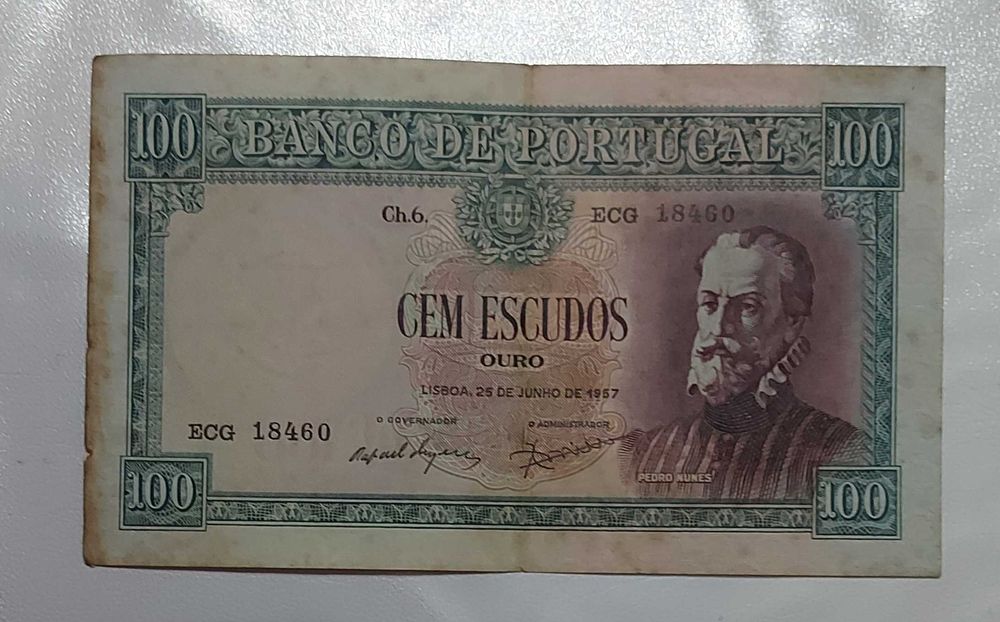 100 BANCO DE PORTUGAL 100
Ch.6. ECG 18460
CEM ESCUDOS
OURO
LISBOA, 25 DE JUNHO DE 1957
O GOVERNADOR O ADMINISTRADOR
ECG 18460
PEDRO NUNES
100 100